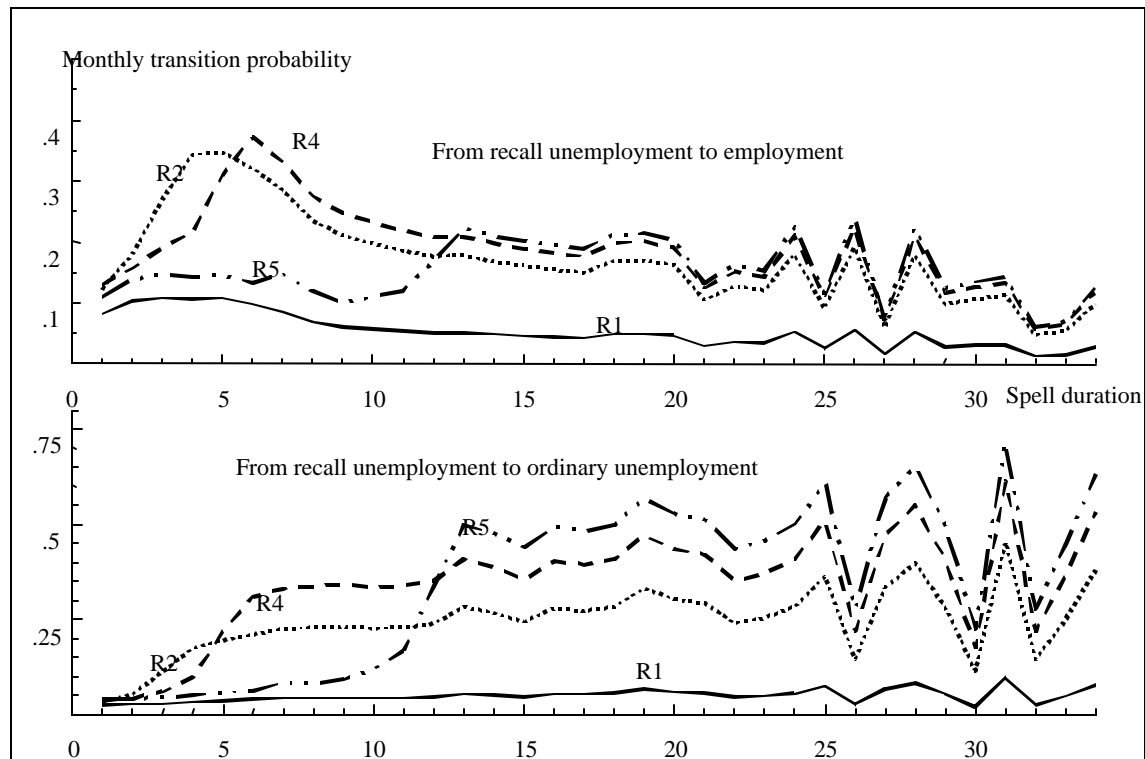 Monthly transition probability
.4
R4
From recall unemployment to employment
R2
.3
.2
R5
.1
R1
0 5 10 15 20 25 30 Spell duration
.75
From recall unemployment to ordinary unemployment
R5
.5
R4
.25
R2
R1
0 5 10 15 20 25 30